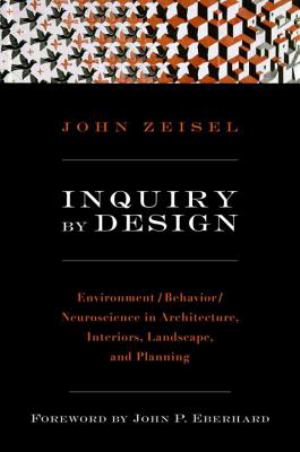 JOHN ZEISEL
INQUIRY
BY DESIGN
Environment/Behavior/
Neuroscience in Architecture,
Interiors, Landscape,
and Planning
FOREWORD BY JOHN P. EBERHARD